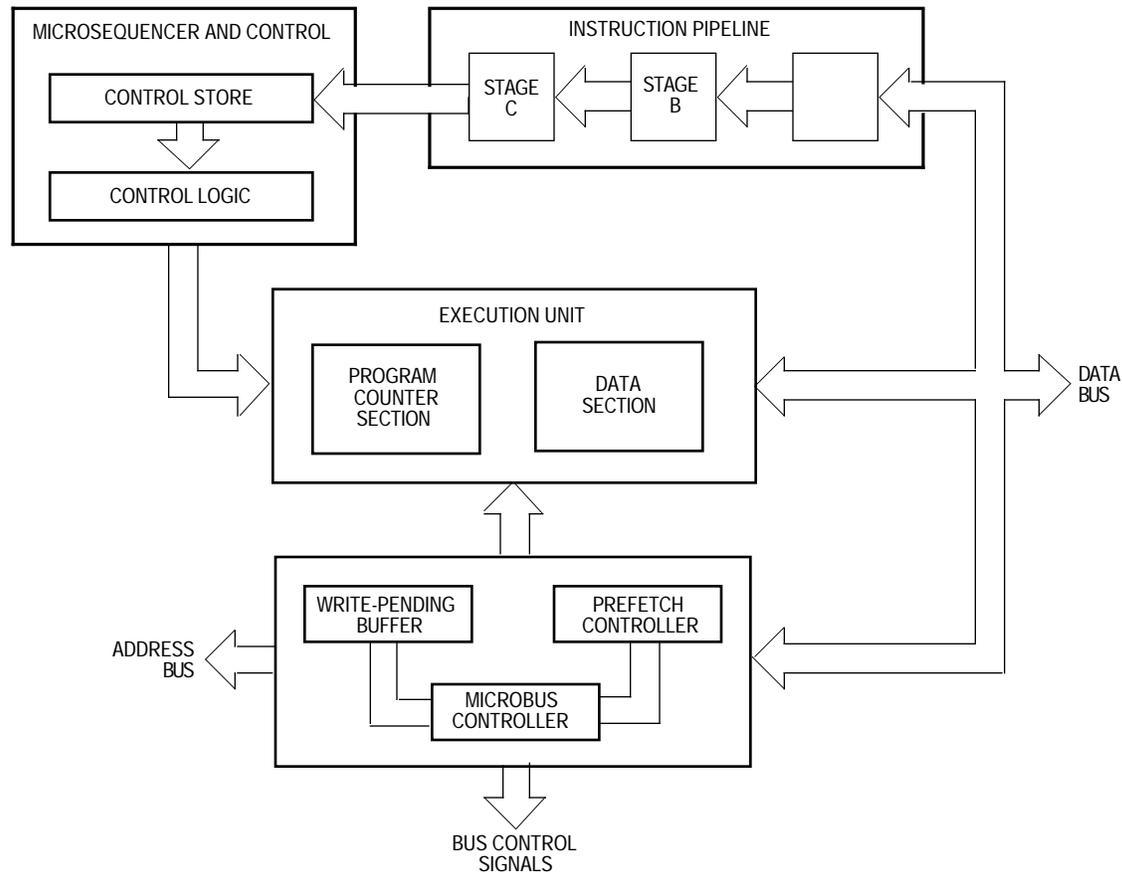 MICROSEQUENCER AND CONTROL
CONTROL STORE
CONTROL LOGIC
INSTRUCTION PIPELINE
STAGE
C
STAGE
B
EXECUTION UNIT
PROGRAM
COUNTER
SECTION
DATA
SECTION
DATA
BUS
WRITE-PENDING
BUFFER
PREFETCH
CONTROLLER
MICROBUS
CONTROLLER
ADDRESS
BUS
BUS CONTROL
SIGNALS